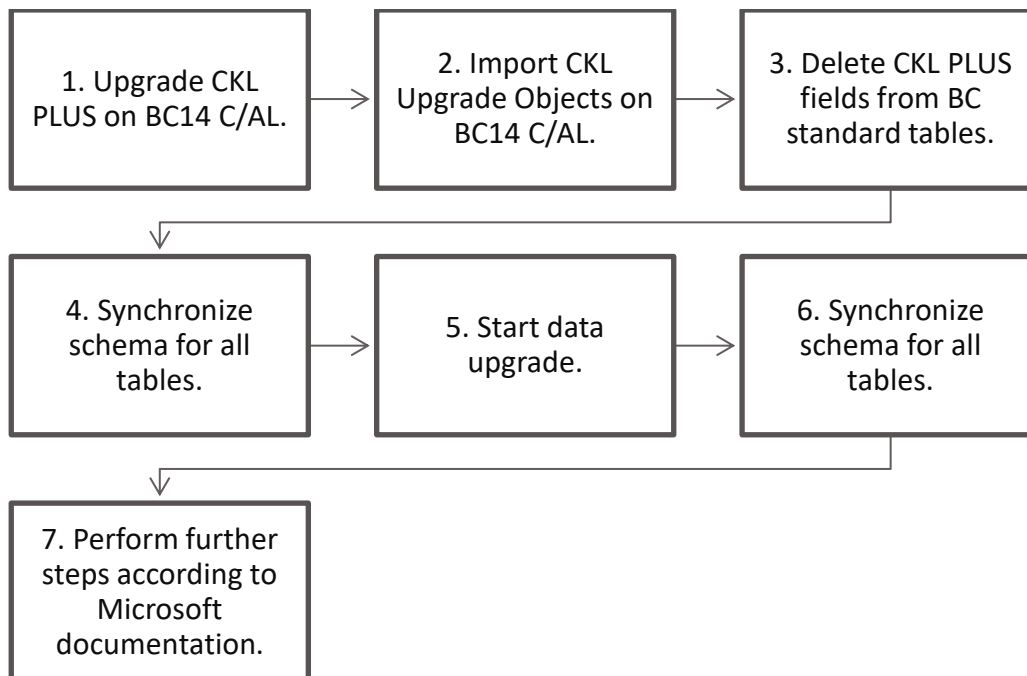 1. Upgrade CKL
PLUS on BC14 C/AL.
2. Import CKL
Upgrade Objects on
BC14 C/AL.
3. Delete CKL PLUS
fields from BC
standard tables.
4. Synchronize
schema for all
tables.
5. Start data
upgrade.
6. Synchronize
schema for all
tables.
7. Perform further
steps according to
Microsoft
documentation.